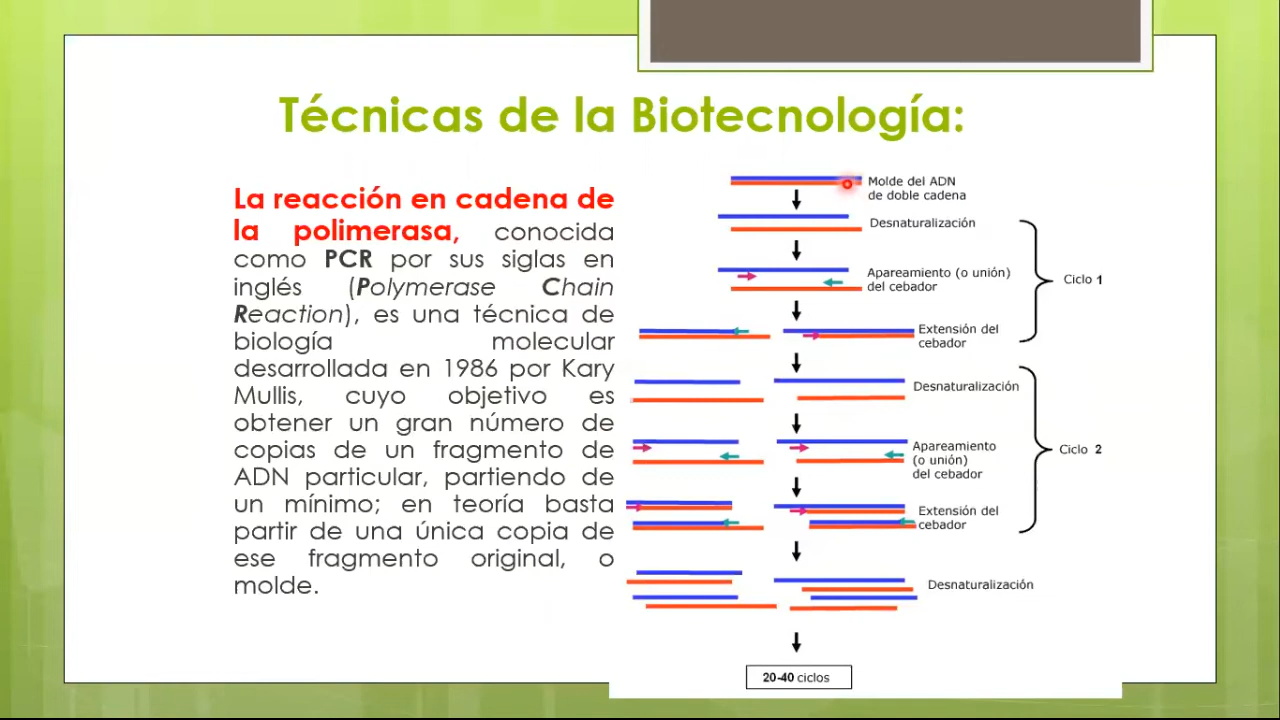 Técnicas de la Biotecnología:
La reacción en cadena de
la polimerasa, conocida
como PCR por sus siglas en
inglés (Polymerase Chain
Reaction), es una técnica de
biología molecular
desarrollada en 1986 por Kary
Mullis, cuyo objetivo es
obtener un gran número de
copias de un fragmento de
ADN particular, partiendo de
un mínimo; en teoría basta
partir de una única copia de
ese fragmento original, o
molde.
Molde del ADN
de doble cadena
Desnaturalización
Apareamiento (o unión)
del cebador
Ciclo 1
Extensión del
cebador
Desnaturalización
Apareamiento
(o unión)
del cebador
Ciclo 2
Extensión del
cebador
Desnaturalización
20-40 ciclos